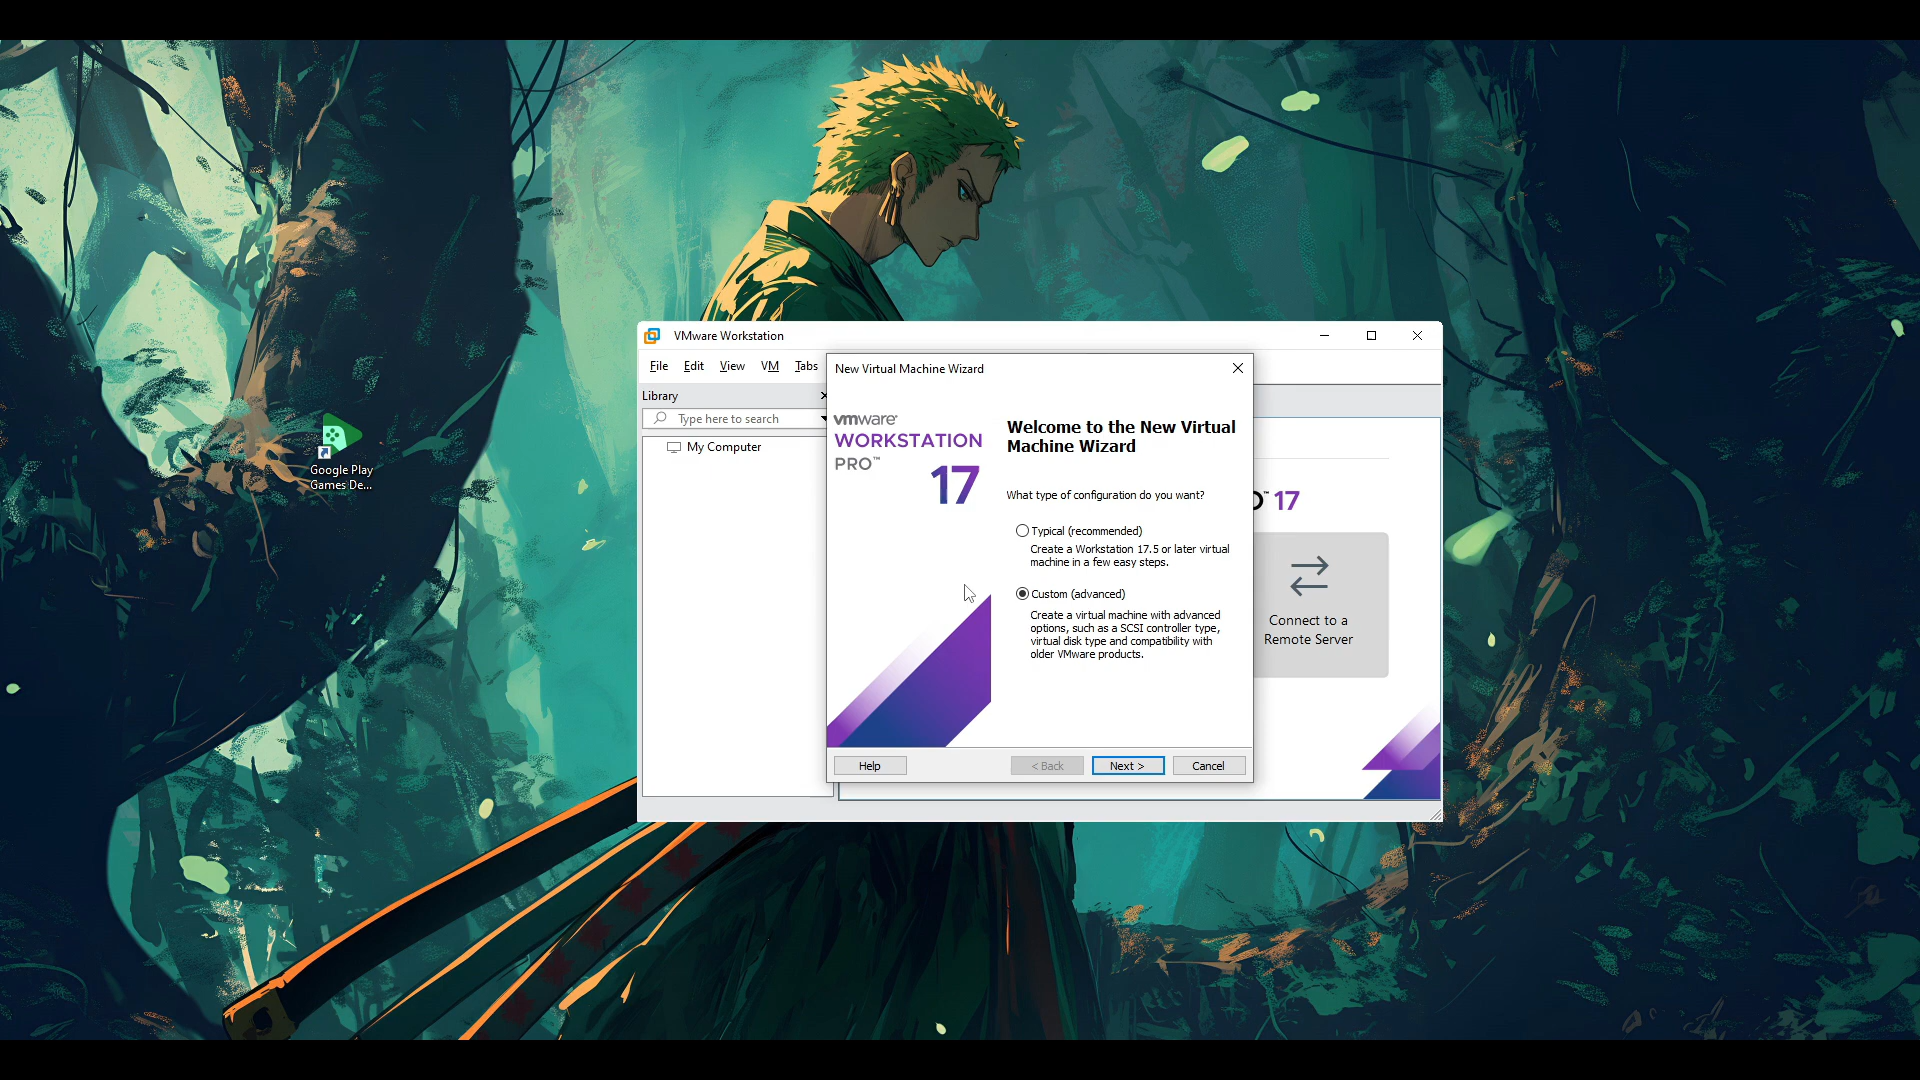 VMware Workstation
File Edit View VM Tabs
Library
Type here to search
My Computer
Google Play
Games De...
New Virtual Machine Wizard
vmware®
WORKSTATION
PRO™
17
Welcome to the New Virtual
Machine Wizard
What type of configuration do you want?
Typical (recommended)
Create a Workstation 17.5 or later virtual
machine in a few easy steps.
Custom (advanced)
Create a virtual machine with advanced
options, such as a SCSI controller type,
virtual disk type and compatibility with
older VMware products.
Help
< Back
Next >
Cancel
™ 17
Connect to a
Remote Server